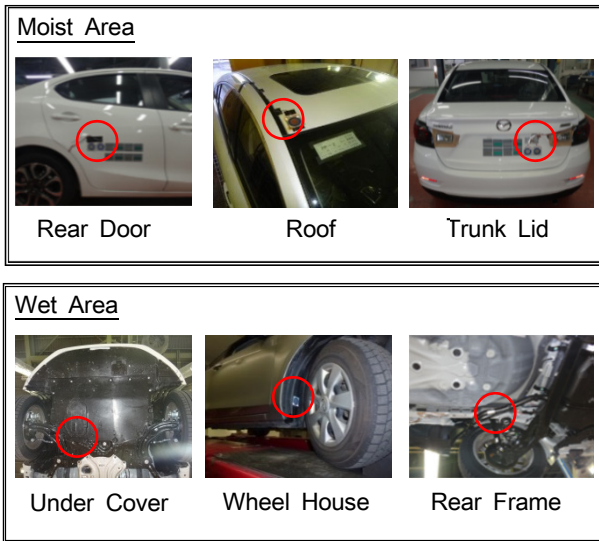 Moist Area
Rear Door
Roof
Trunk Lid
Wet Area
Under Cover
Wheel House
Rear Frame